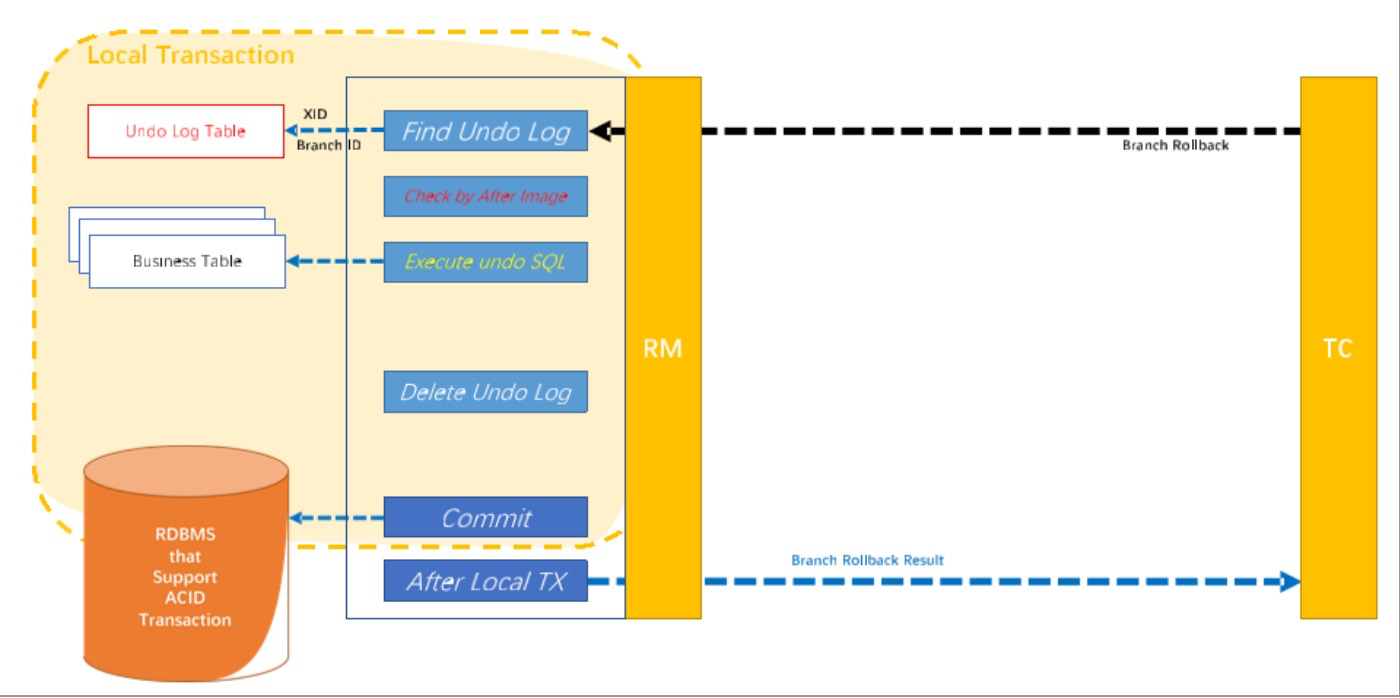 Local Transaction
XID
Undo Log Table
Find Undo Log
Branch ID
Branch Rollback
Check by After Image
Business Table
Execute undo SQL
RM
TC
Delete Undo Log
Commit
RDBMS
that
Support
ACID
Transaction
After Local TX
Branch Rollback Result